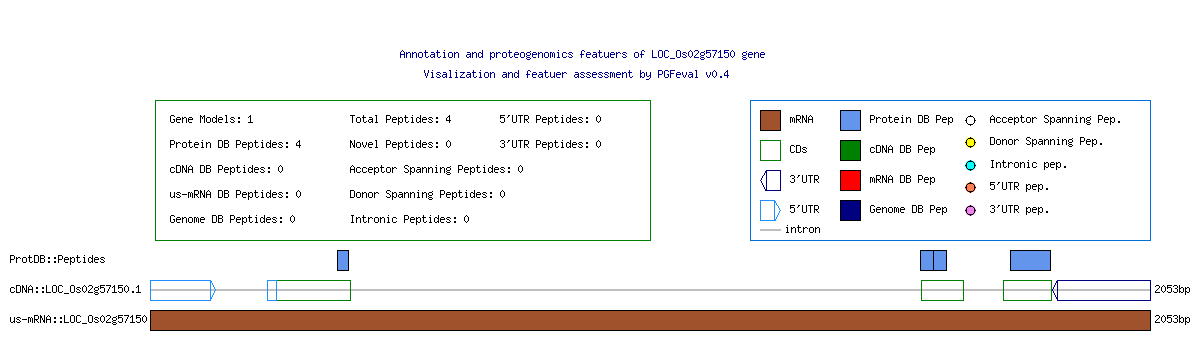 Annotation and proteogenomics featuers of LOC_Os02g57150 gene
Visalization and featuer assessment by PGFeval v0.4
Gene Models: 1 Total Peptides: 4 5'UTR Peptides: 0
Protein DB Peptides: 4 Novel Peptides: 0 3'UTR Peptides: 0
cDNA DB Peptides: 0 Acceptor Spanning Peptides: 0
us-mRNA DB Peptides: 0 Donor Spanning Peptides: 0
Genome DB Peptides: 0 Intronic Peptides: 0
mRNA Protein DB Pep Acceptor Spanning Pep.
CDs cDNA DB Pep Donor Spanning Pep.
3'UTR mRNA DB Pep Intronic pep.
5'UTR Genome DB Pep 5'UTR pep.
intron 3'UTR pep.
ProtDB::Peptides
cDNA::LOC_Os02g57150.1 2053bp
us-mRNA::LOC_Os02g57150 2053bp